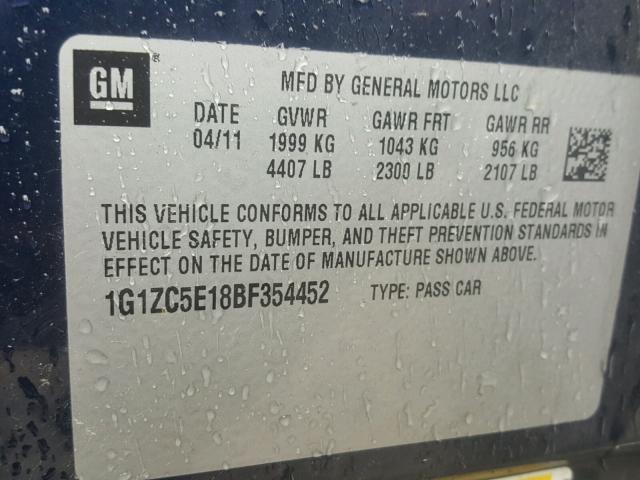 GM ®
MFD BY GENERAL MOTORS LLC
DATE GVWR GAWR FRT GAWR RR
04/11 1999 KG 1043 KG 956 KG
4407 LB 2300 LB 2107 LB
THIS VEHICLE CONFORMS TO ALL APPLICABLE U.S. FEDERAL MOTOR
VEHICLE SAFETY, BUMPER, AND THEFT PREVENTION STANDARDS IN
EFFECT ON THE DATE OF MANUFACTURE SHOWN ABOVE.
1G1ZC5E18BF354452 TYPE: PASS CAR